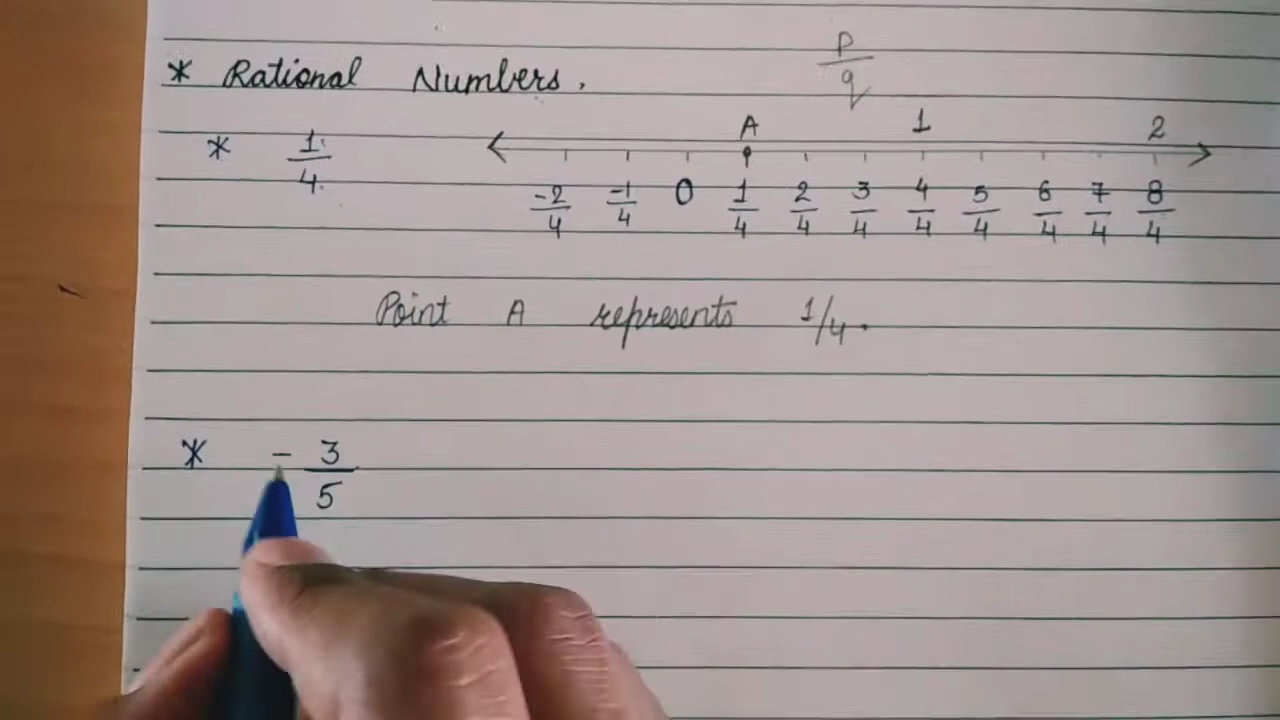 P
q
* Rational Numbers.
A 1 2
* 1/4
-2/4 -1/4 0 1/4 2/4 3/4 4/4 5/4 6/4 7/4 8/4
Point A represents 1/4.
* - 3/5